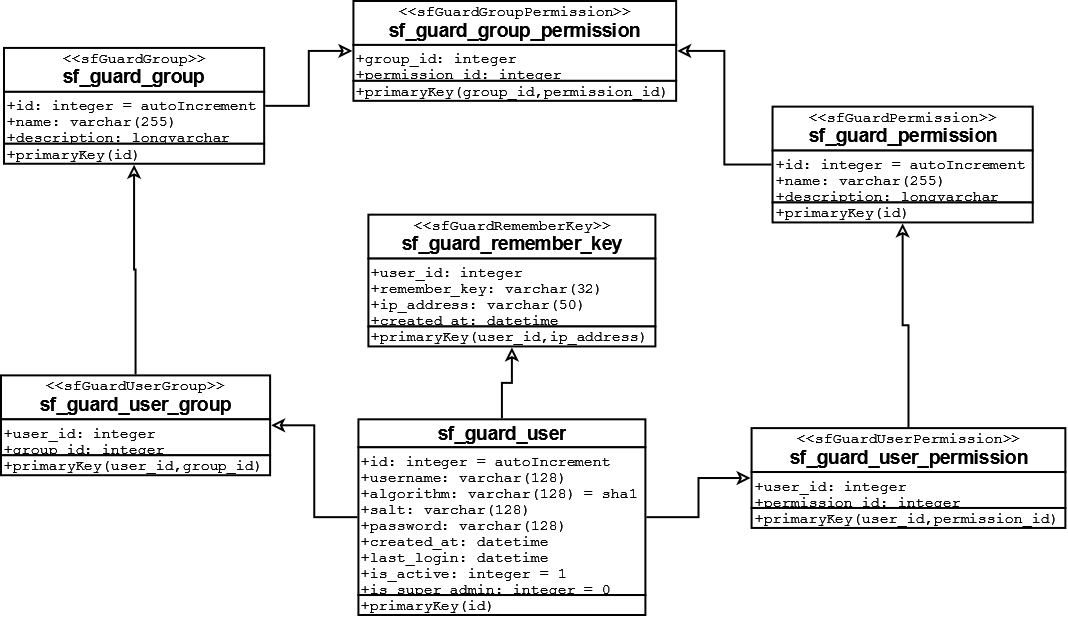 <<sfGuardGroupPermission>>
sf_guard_group_permission
+group_id: integer
+permission_id: integer
+primaryKey(group_id,permission_id)
<<sfGuardGroup>>
sf_guard_group
+id: integer = autoIncrement
+name: varchar(255)
+description: longvarchar
+primaryKey(id)
<<sfGuardPermission>>
sf_guard_permission
+id: integer = autoIncrement
+name: varchar(255)
+description: longvarchar
+primaryKey(id)
<<sfGuardRememberKey>>
sf_guard_remember_key
+user_id: integer
+remember_key: varchar(32)
+ip_address: varchar(50)
+created_at: datetime
+primaryKey(user_id,ip_address)
<<sfGuardUserGroup>>
sf_guard_user_group
+user_id: integer
+group_id: integer
+primaryKey(user_id,group_id)
sf_guard_user
+id: integer = autoIncrement
+username: varchar(128)
+algorithm: varchar(128) = sha1
+salt: varchar(128)
+password: varchar(128)
+created_at: datetime
+last_login: datetime
+is_active: integer = 1
+is_super_admin: integer = 0
+primaryKey(id)
<<sfGuardUserPermission>>
sf_guard_user_permission
+user_id: integer
+permission_id: integer
+primaryKey(user_id,permission_id)